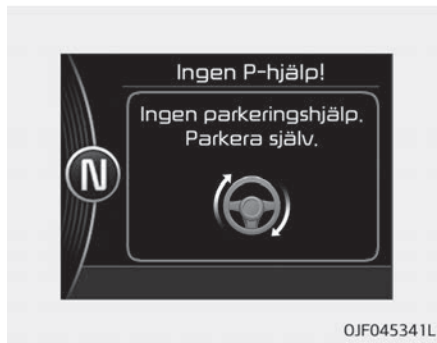 Ingen P-hjälp!
Ingen parkeringshjälp.
Parkera själv.
N
OJF045341L